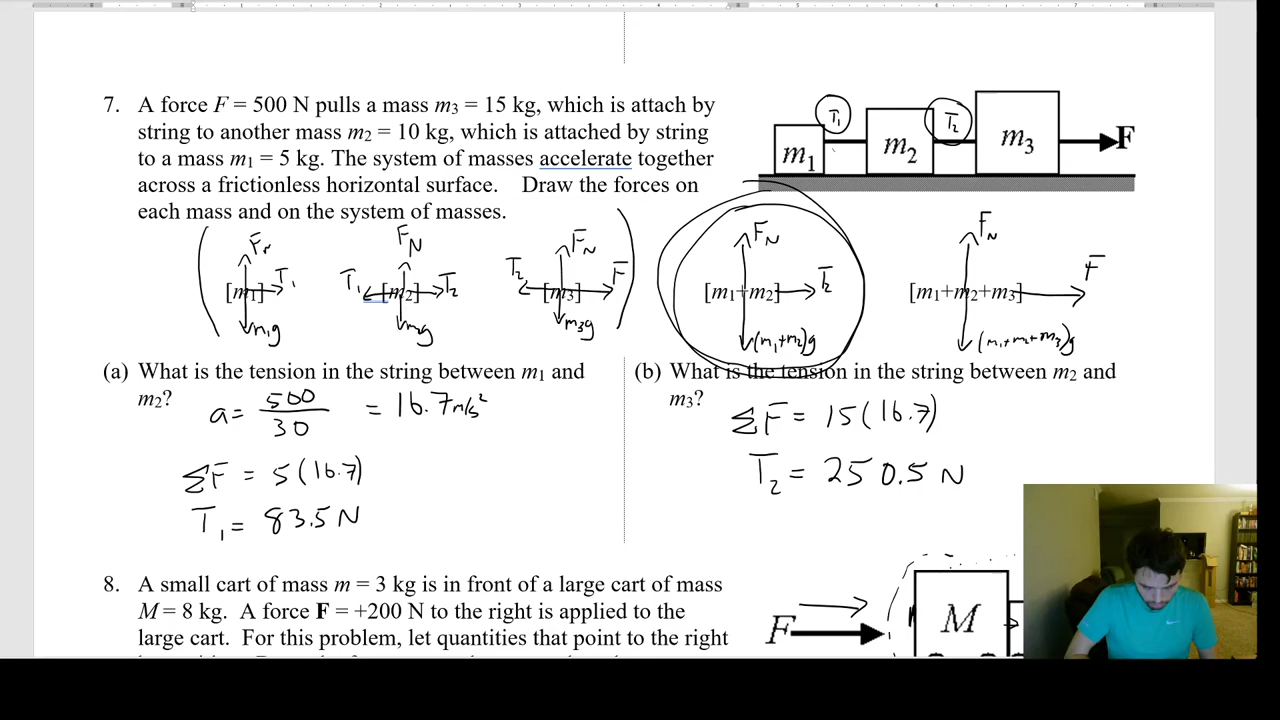 7. A force F = 500 N pulls a mass m3 = 15 kg, which is attach by
string to another mass m2 = 10 kg, which is attached by string
to a mass m1 = 5 kg. The system of masses accelerate together
across a frictionless horizontal surface. Draw the forces on
each mass and on the system of masses.
T1 T2
m1 m2 m3 F
FN FN FN FN FN
T1 T1 T2 T2 F T2 F
[m1] [m2] [m3] [m1+m2] [m1+m2+m3]
m1g m2g m3g (m1+m2)g (m1+m2+m3)g
(a) What is the tension in the string between m1 and
m2?
a = 500/30 = 16.7 m/s²
ΣF = 5(16.7)
T1 = 83.5 N
(b) What is the tension in the string between m2 and
m3?
ΣF = 15(16.7)
T2 = 250.5 N
8. A small cart of mass m = 3 kg is in front of a large cart of mass
M = 8 kg. A force F = +200 N to the right is applied to the
large cart. For this problem, let quantities that point to the right
F M